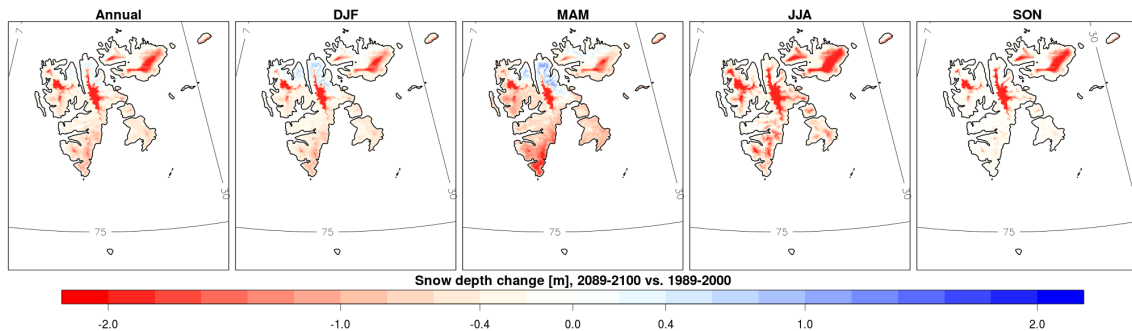 Annual DJF MAM JJA SON
75 75 75 75 75
30 30 30 30 30
Snow depth change [m], 2089-2100 vs. 1989-2000
-2.0 -1.0 -0.4 0.0 0.4 1.0 2.0